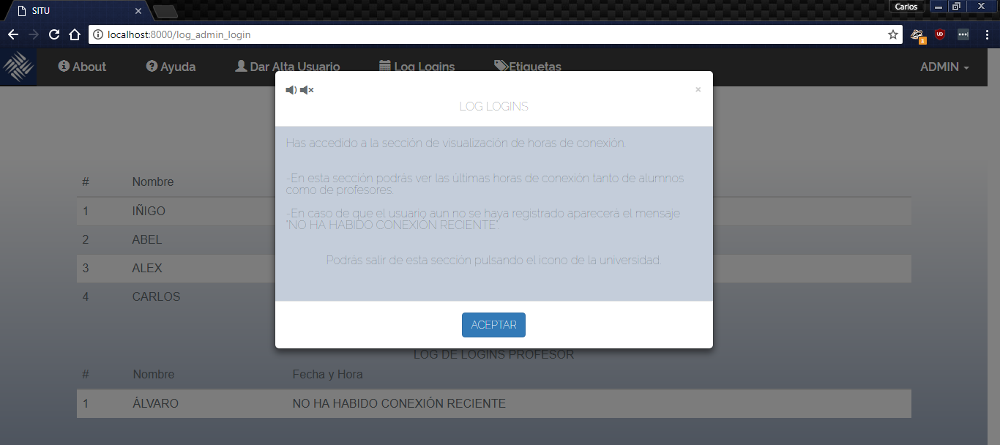 SITU
Carlos
localhost:8000/log_admin_login
3
About
Ayuda
Dar Alta Usuario
Log Logins
Etiquetas
ADMIN
LOG LOGINS
Has accedido a la sección de visualización de horas de conexión.
-En esta sección podrás ver las últimas horas de conexión tanto de alumnos
como de profesores.
-En caso de que el usuario aun no se haya registrado aparecerá el mensaje
"NO HA HABIDO CONEXIÓN RECIENTE".
Podrás salir de esta sección pulsando el icono de la universidad.
ACEPTAR
# Nombre
1 IÑIGO
2 ABEL
3 ALEX
4 CARLOS
LOG DE LOGINS PROFESOR
# Nombre Fecha y Hora
1 ÁLVARO NO HA HABIDO CONEXIÓN RECIENTE